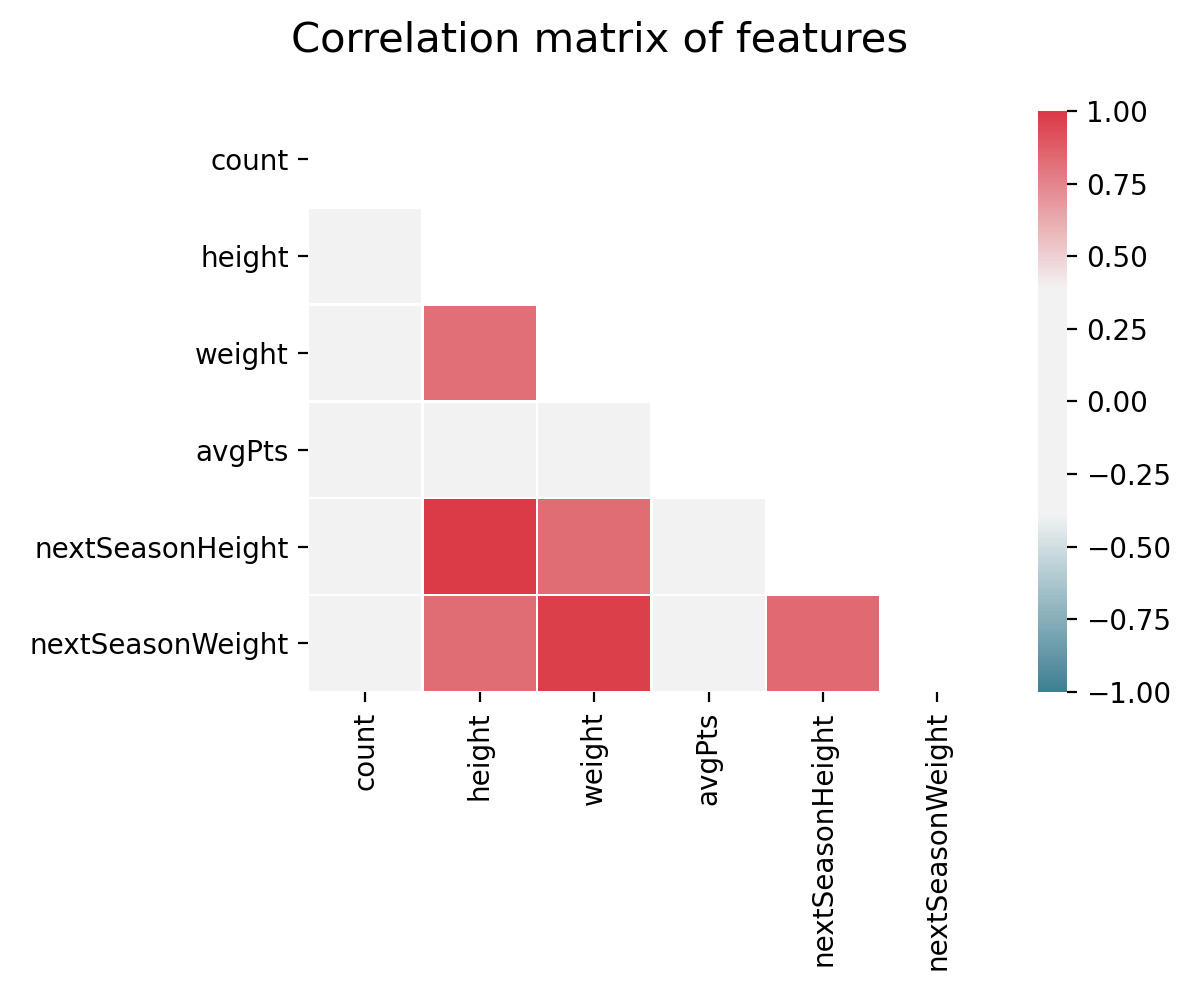 Correlation matrix of features
count
height
weight
avgPts
nextSeasonHeight
nextSeasonWeight
count
height
weight
avgPts
nextSeasonHeight
nextSeasonWeight
1.00
0.75
0.50
0.25
0.00
−0.25
−0.50
−0.75
−1.00